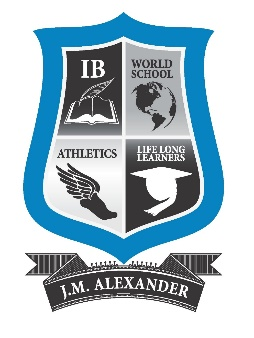 IB
WORLD
SCHOOL
ATHLETICS
LIFE LONG
LEARNERS
J.M. ALEXANDER